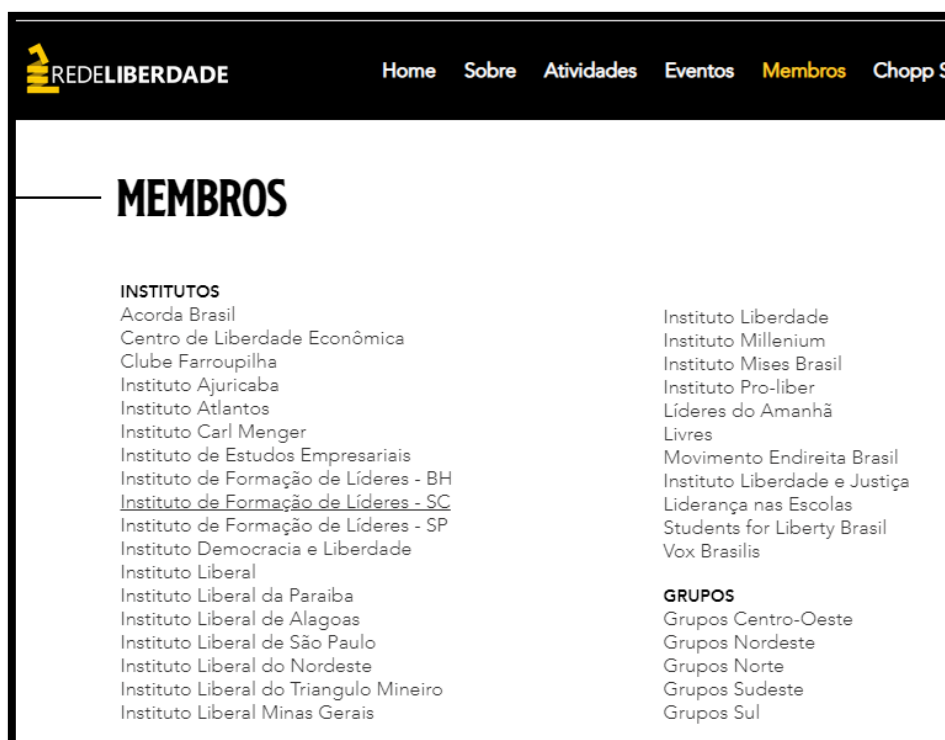 REDELIBERDADE
Home Sobre Atividades Eventos Membros Chopp S
MEMBROS
INSTITUTOS
Acorda Brasil
Centro de Liberdade Econômica
Clube Farroupilha
Instituto Ajuricaba
Instituto Atlantos
Instituto Carl Menger
Instituto de Estudos Empresariais
Instituto de Formação de Líderes - BH
Instituto de Formação de Líderes - SC
Instituto de Formação de Líderes - SP
Instituto Democracia e Liberdade
Instituto Liberal
Instituto Liberal da Paraiba
Instituto Liberal de Alagoas
Instituto Liberal de São Paulo
Instituto Liberal do Nordeste
Instituto Liberal do Triangulo Mineiro
Instituto Liberal Minas Gerais
Instituto Liberdade
Instituto Millenium
Instituto Mises Brasil
Instituto Pro-liber
Líderes do Amanhã
Livres
Movimento Endireita Brasil
Instituto Liberdade e Justiça
Liderança nas Escolas
Students for Liberty Brasil
Vox Brasilis
GRUPOS
Grupos Centro-Oeste
Grupos Nordeste
Grupos Norte
Grupos Sudeste
Grupos Sul